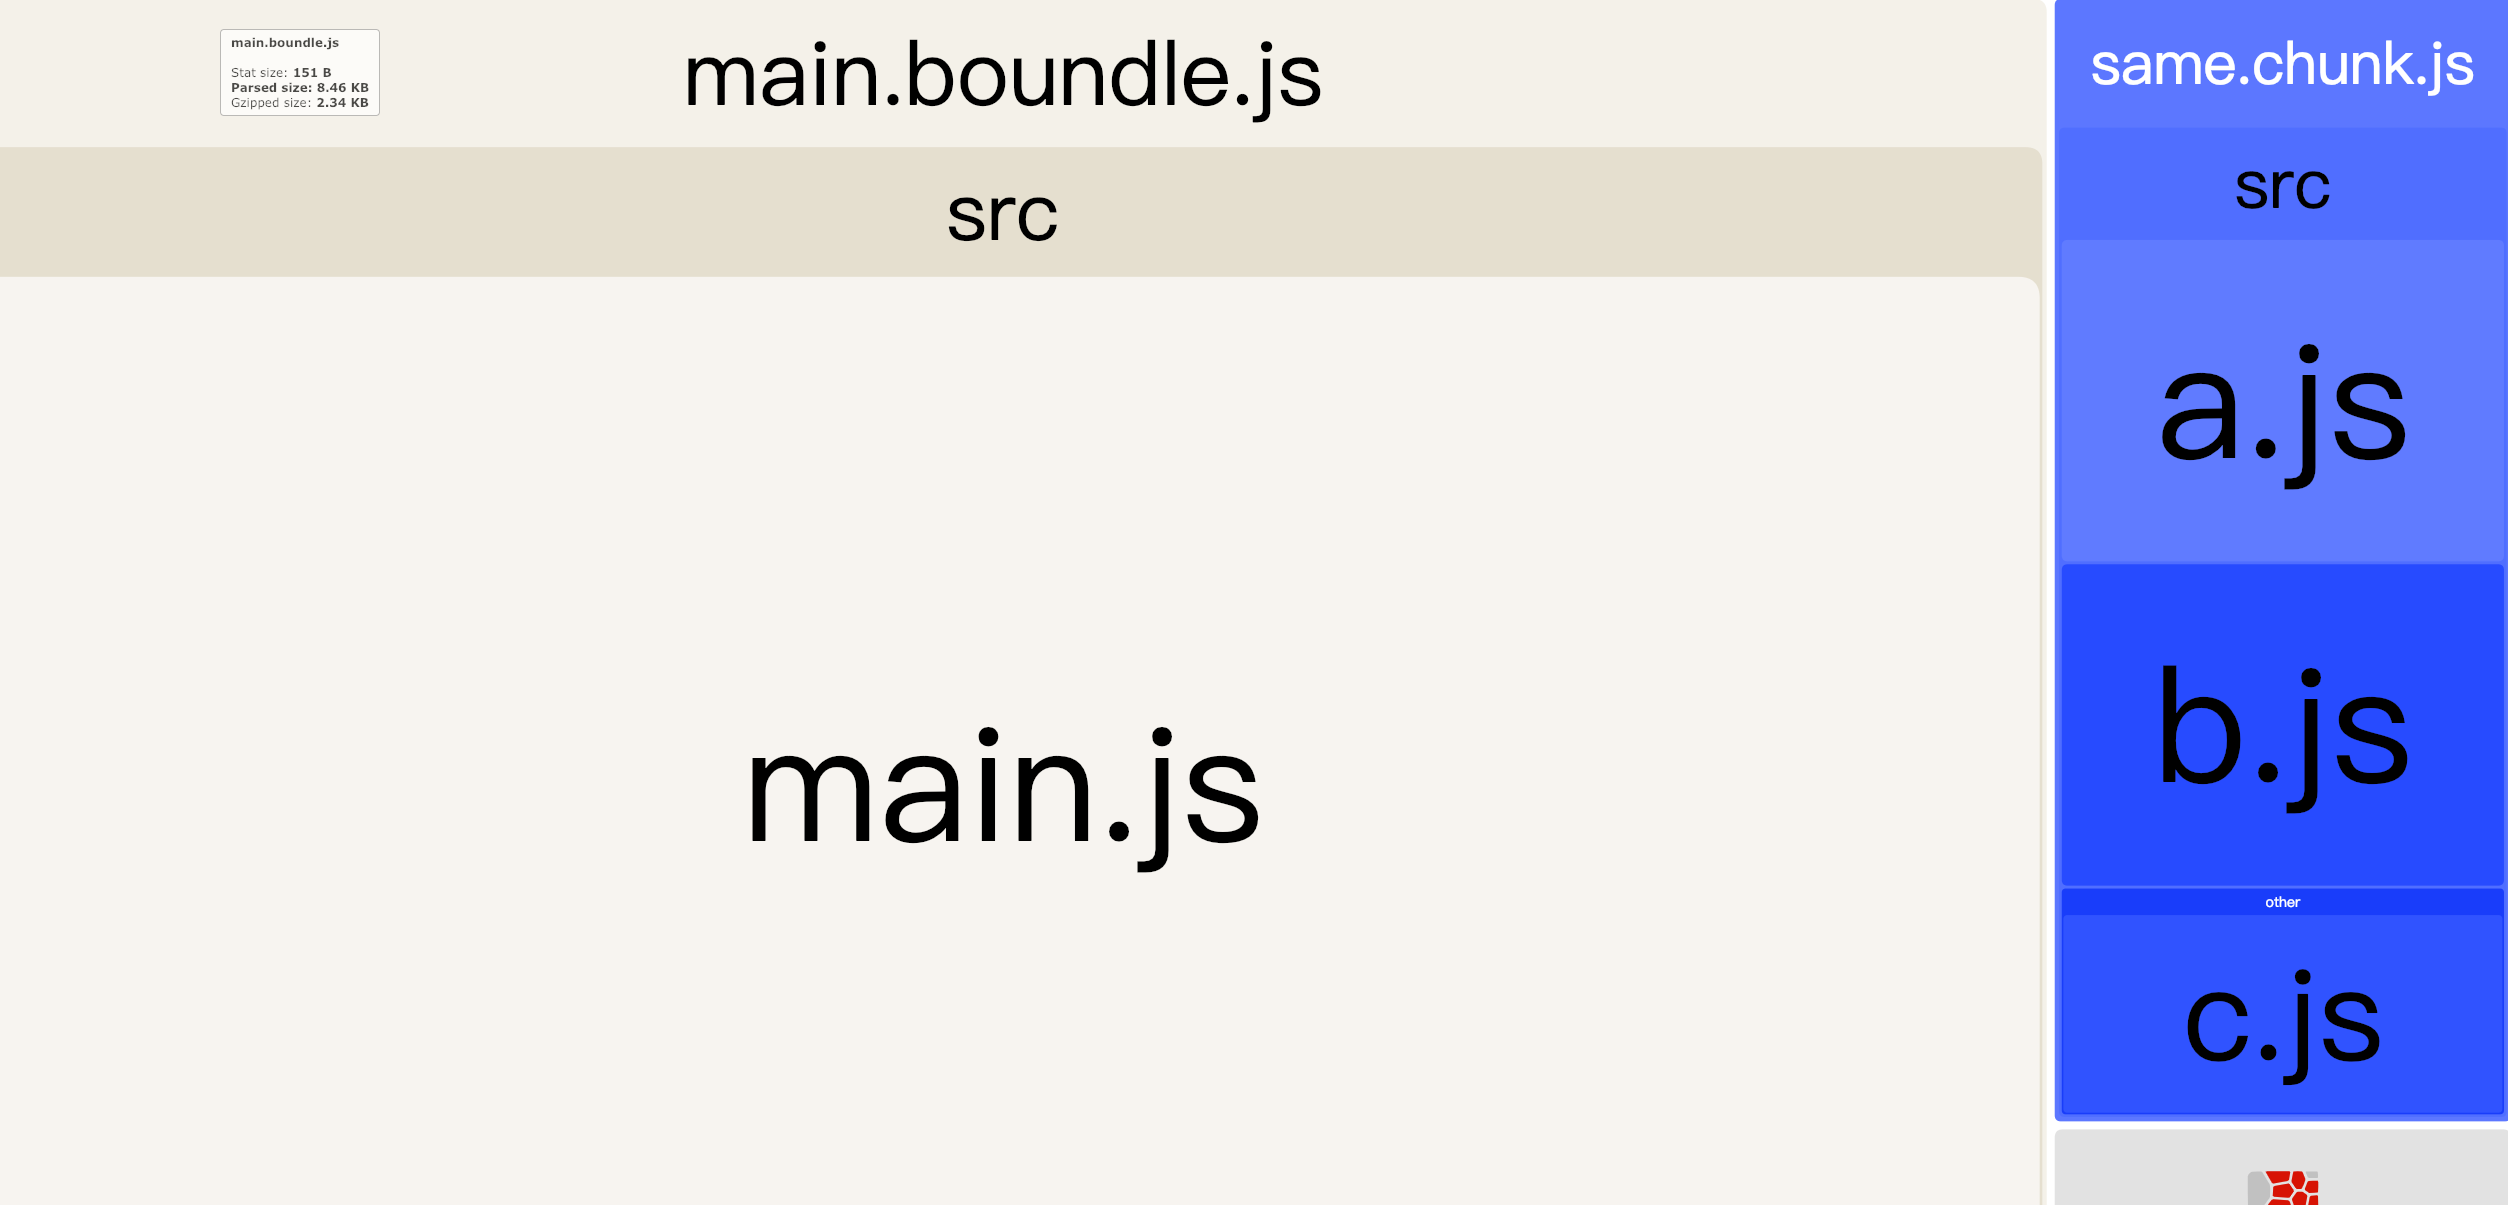 main.boundle.js
Stat size: 151 B
Parsed size: 8.46 KB
Gzipped size: 2.34 KB
main.boundle.js
src
main.js
same.chunk.js
src
a.js
b.js
other
c.js